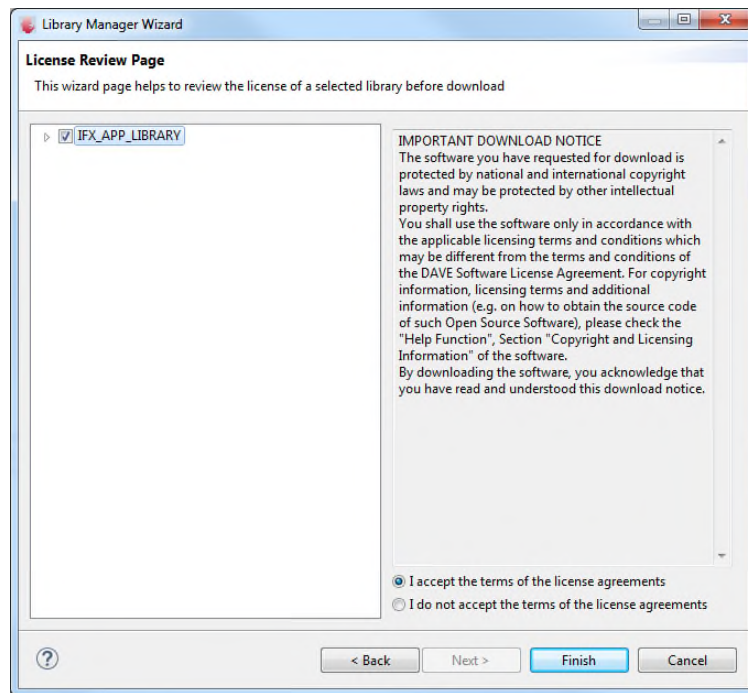 Library Manager Wizard
License Review Page
This wizard page helps to review the license of a selected library before download
IFX_APP_LIBRARY
IMPORTANT DOWNLOAD NOTICE
The software you have requested for download is
protected by national and international copyright
laws and may be protected by other intellectual
property rights.
You shall use the software only in accordance with
the applicable licensing terms and conditions which
may be different from the terms and conditions of
the DAVE Software License Agreement. For copyright
information, licensing terms and additional
information (e.g. on how to obtain the source code
of such Open Source Software), please check the
"Help Function", Section "Copyright and Licensing
Information" of the software.
By downloading the software, you acknowledge that
you have read and understood this download notice.
I accept the terms of the license agreements
I do not accept the terms of the license agreements
? < Back Next > Finish Cancel